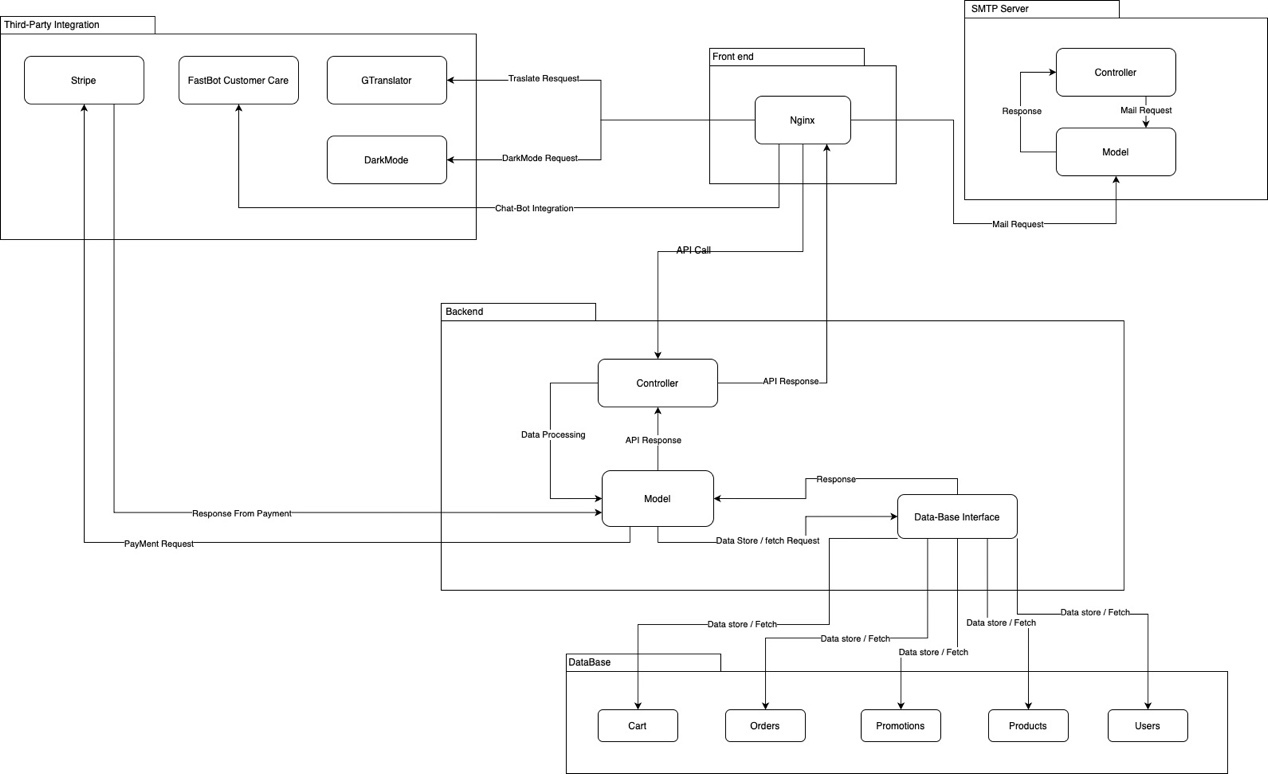 SMTP Server
Third-Party Integration
Front end
Stripe
FastBot Customer Care
GTranslator
Traslate Resquest
Controller
Response
Mail Request
Nginx
Model
DarkMode
DarkMode Request
Chat-Bot Integration
Mail Request
API Call
Backend
Controller
API Response
Data Processing
API Response
Response
Model
Response From Payment
Data-Base Interface
PayMent Request
Data Store / fetch Request
Data store / Fetch
Data store / Fetch
Data store / Fetch
Data store / Fetch
Data store / Fetch
DataBase
Cart
Orders
Promotions
Products
Users